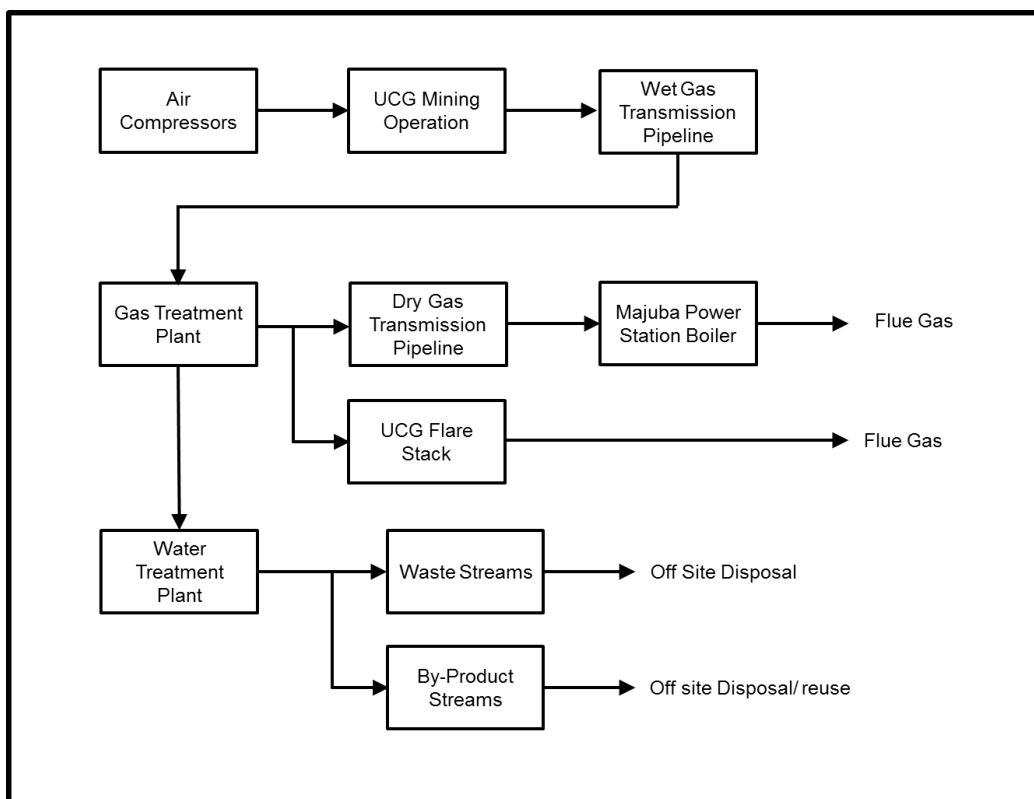 Air
Compressors
UCG Mining
Operation
Wet Gas
Transmission
Pipeline
Gas Treatment
Plant
Dry Gas
Transmission
Pipeline
Majuba Power
Station Boiler
Flue Gas
UCG Flare
Stack
Flue Gas
Water
Treatment
Plant
Waste Streams
Off Site Disposal
By-Product
Streams
Off site Disposal/ reuse